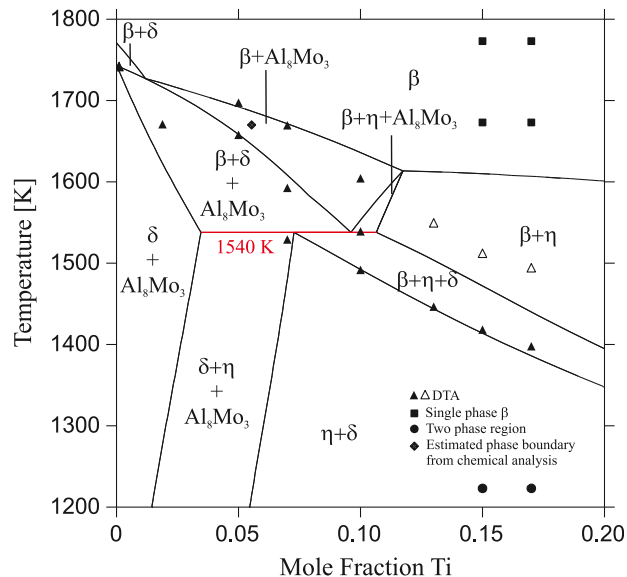 1800
1700
1600
1500
1400
1300
1200
Temperature [K]
0
0.05
0.10
0.15
0.20
Mole Fraction Ti
β+δ
β+Al₈Mo₃
β
β+η+Al₈Mo₃
β+δ
+
Al₈Mo₃
1540 K
δ
+
Al₈Mo₃
β+η
β+η+δ
δ+η
+
Al₈Mo₃
η+δ
▲△DTA
■ Single phase β
● Two phase region
◆ Estimated phase boundary
from chemical analysis